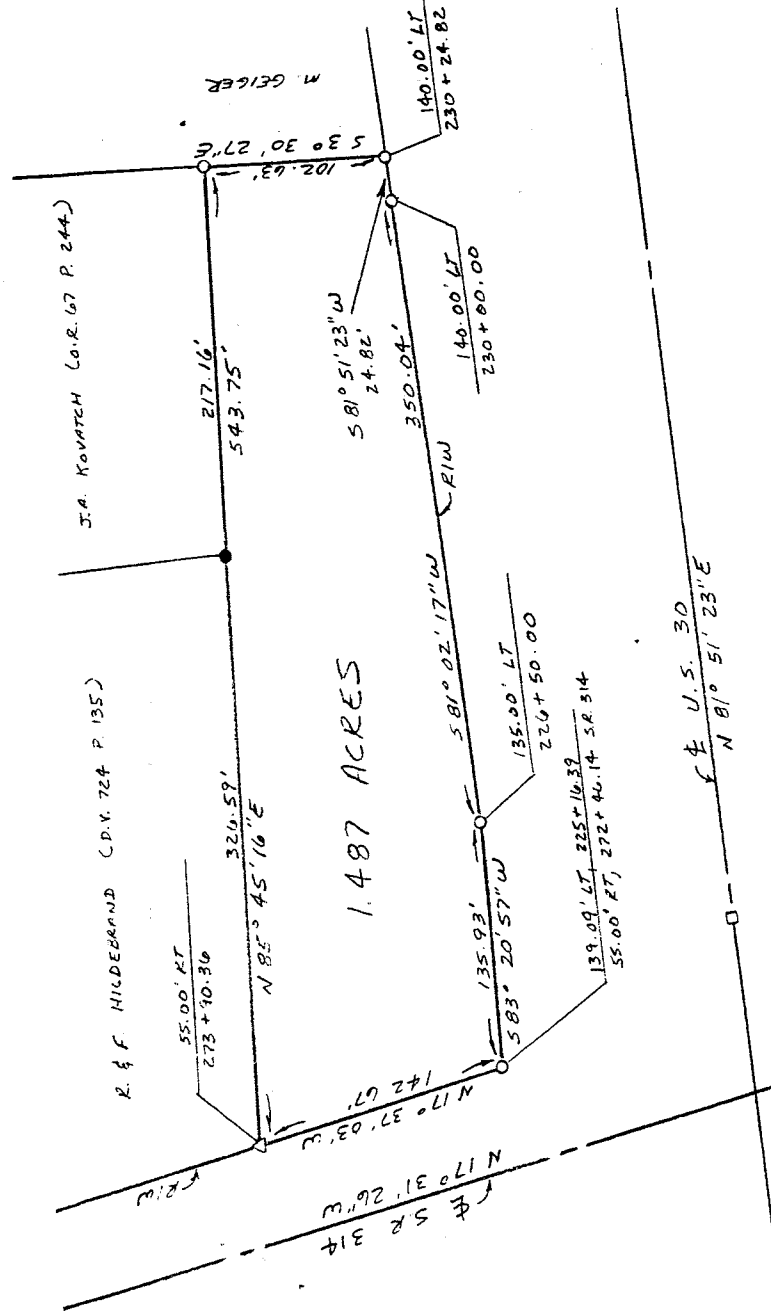 M. GEIGER
J.A. KOVATCH (O.R. 67 P. 244)
R. & F. HILDEBRAND (D.V. 724 P. 135)
S 3° 30' 27" E
102.63'
140.00' LT
230 + 24.82
217.16'
543.75'
S 81° 51' 23" W
24.82'
140.00' LT
230 + 00.00
350.04'
R/W
S 81° 02' 17" W
326.59'
N 85° 45' 16" E
55.00' RT
273 + 90.36
1.487 ACRES
135.00' LT
226 + 50.00
135.93'
S 83° 20' 57" W
139.09' LT, 225 + 16.39
55.00' RT, 272 + 46.14 S.R. 314
N 17° 37' 03" W
142.67'
R/W
N 17° 31' 26" W
℄ S.R. 314
℄ U.S. 30
N 81° 51' 23" E